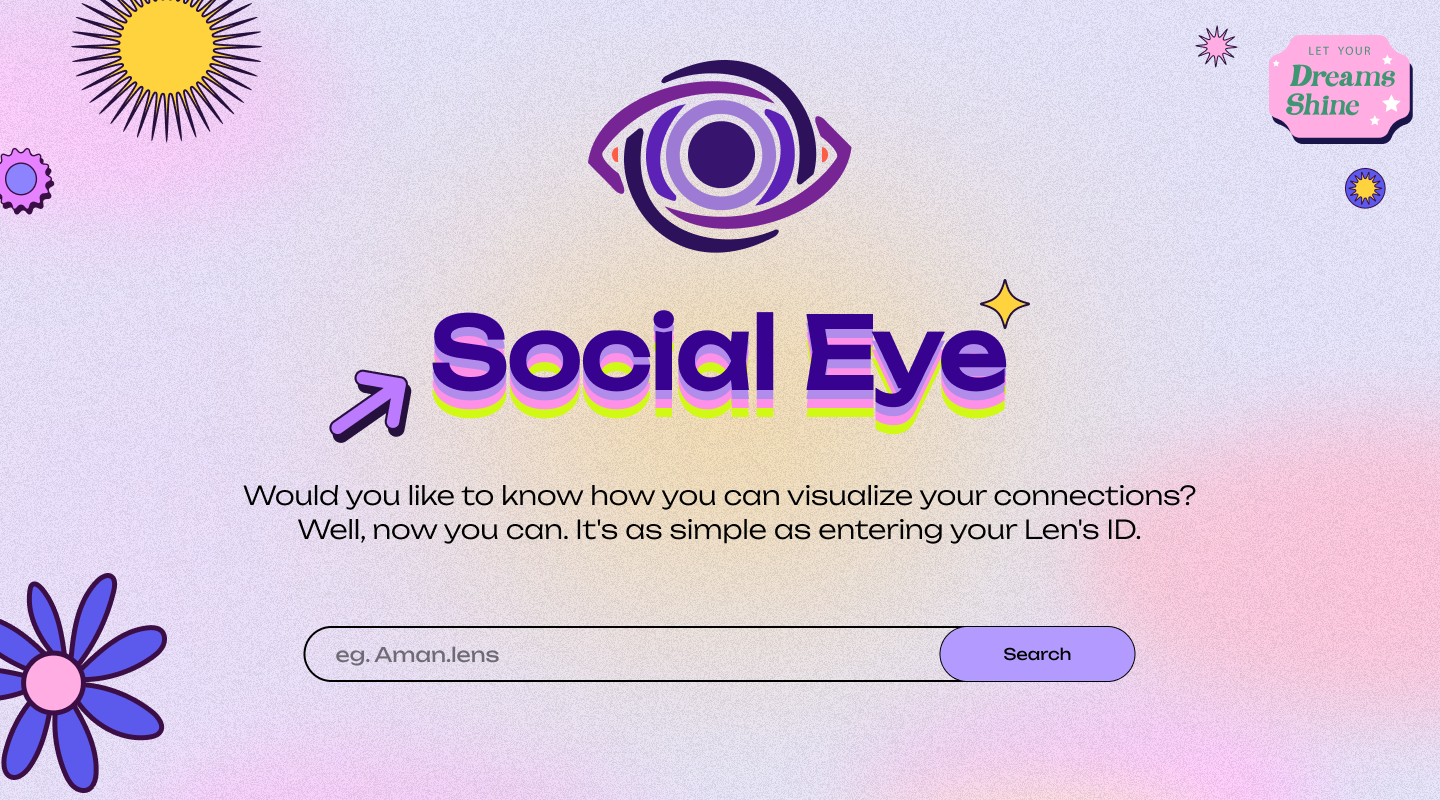 LET YOUR
Dreams
Shine
Social Eye
Would you like to know how you can visualize your connections?
Well, now you can. It's as simple as entering your Len's ID.
eg. Aman.lens
Search